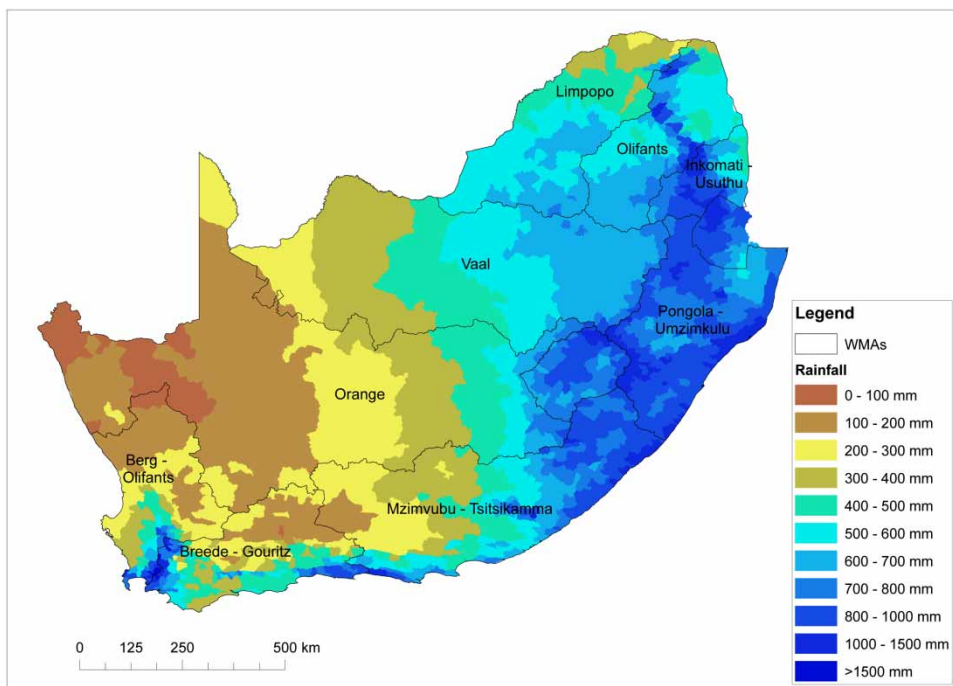 Limpopo
Olifants
Inkomati -
Usuthu
Vaal
Pongola -
Umzimkulu
Orange
Berg -
Olifants
Mzimvubu - Tsitsikamma
Breede - Gouritz
0 125 250 500 km
Legend
WMAs
Rainfall
0 - 100 mm
100 - 200 mm
200 - 300 mm
300 - 400 mm
400 - 500 mm
500 - 600 mm
600 - 700 mm
700 - 800 mm
800 - 1000 mm
1000 - 1500 mm
>1500 mm